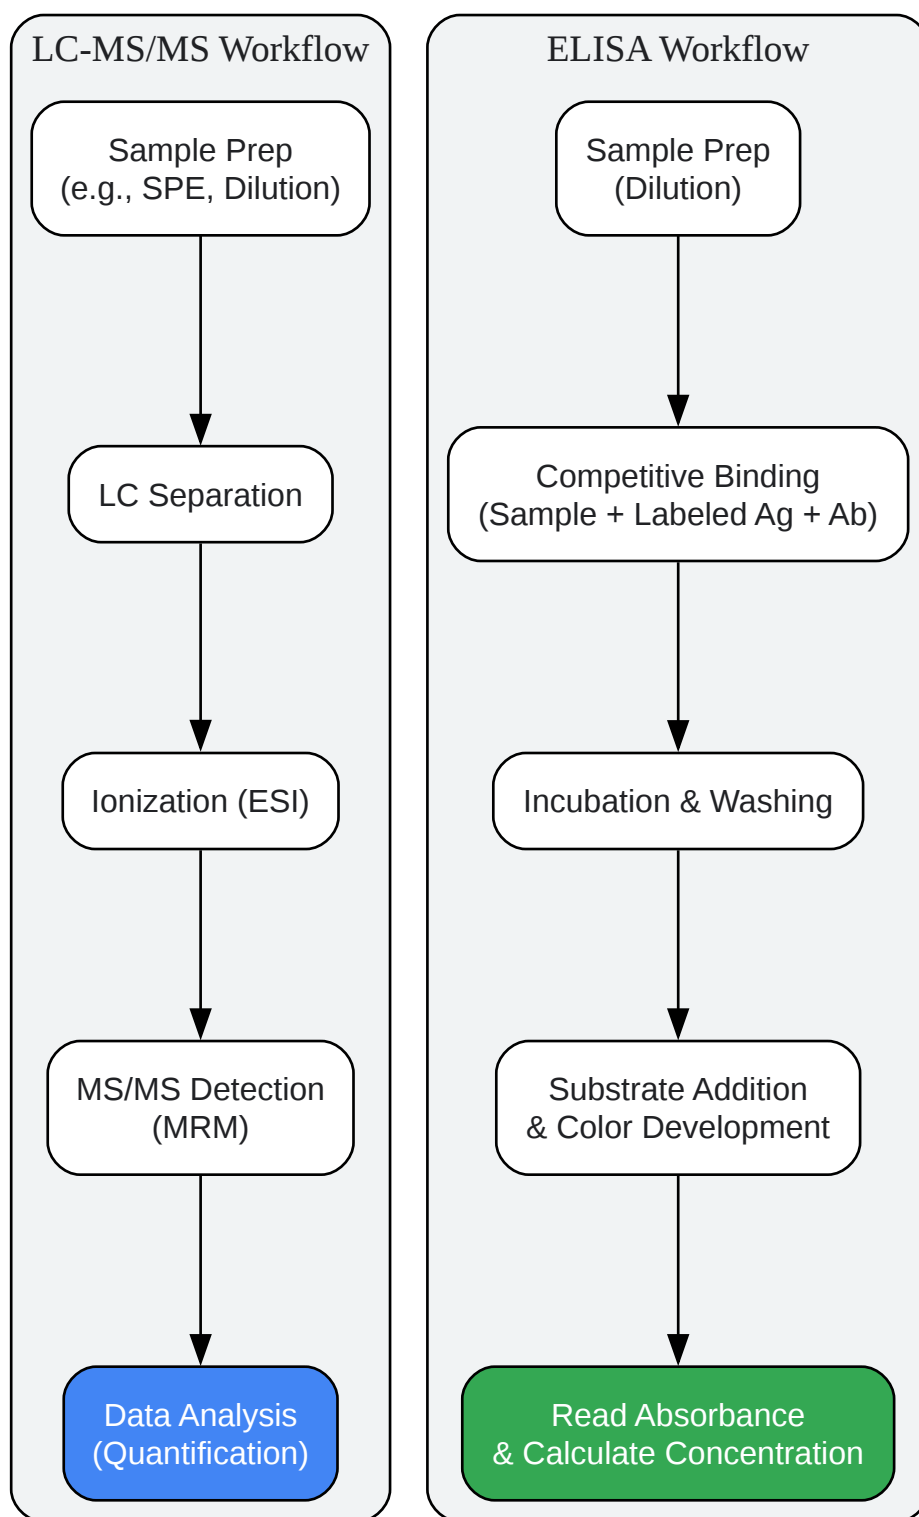 LC-MS/MS Workflow
Sample Prep
(e.g., SPE, Dilution)
LC Separation
Ionization (ESI)
MS/MS Detection
(MRM)
Data Analysis
(Quantification)
ELISA Workflow
Sample Prep
(Dilution)
Competitive Binding
(Sample + Labeled Ag + Ab)
Incubation & Washing
Substrate Addition
& Color Development
Read Absorbance
& Calculate Concentration